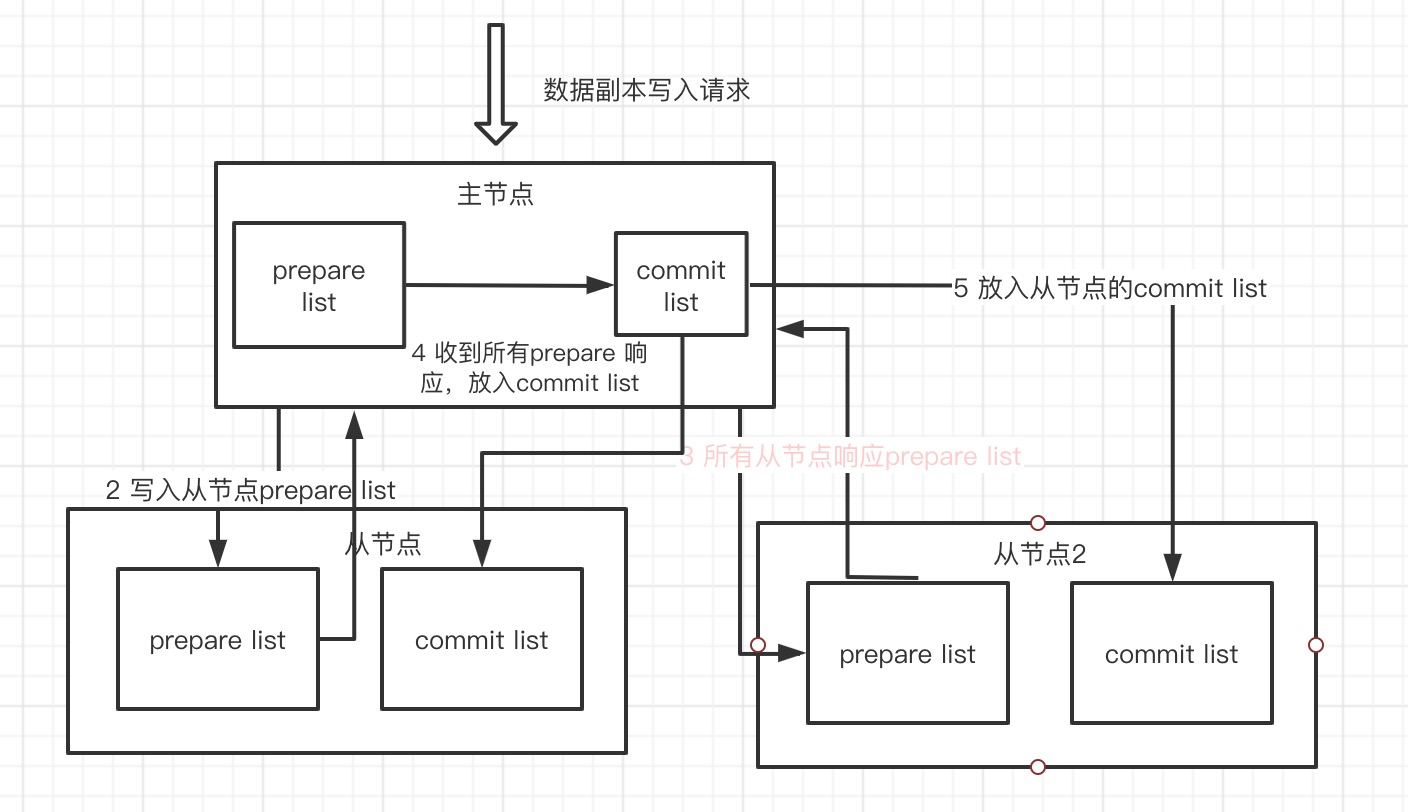 数据副本写入请求
主节点
prepare
list
commit
list
5 放入从节点的commit list
4 收到所有prepare 响
应，放入commit list
3 所有从节点响应prepare list
2 写入从节点prepare list
从节点
从节点2
prepare list
commit list
prepare list
commit list